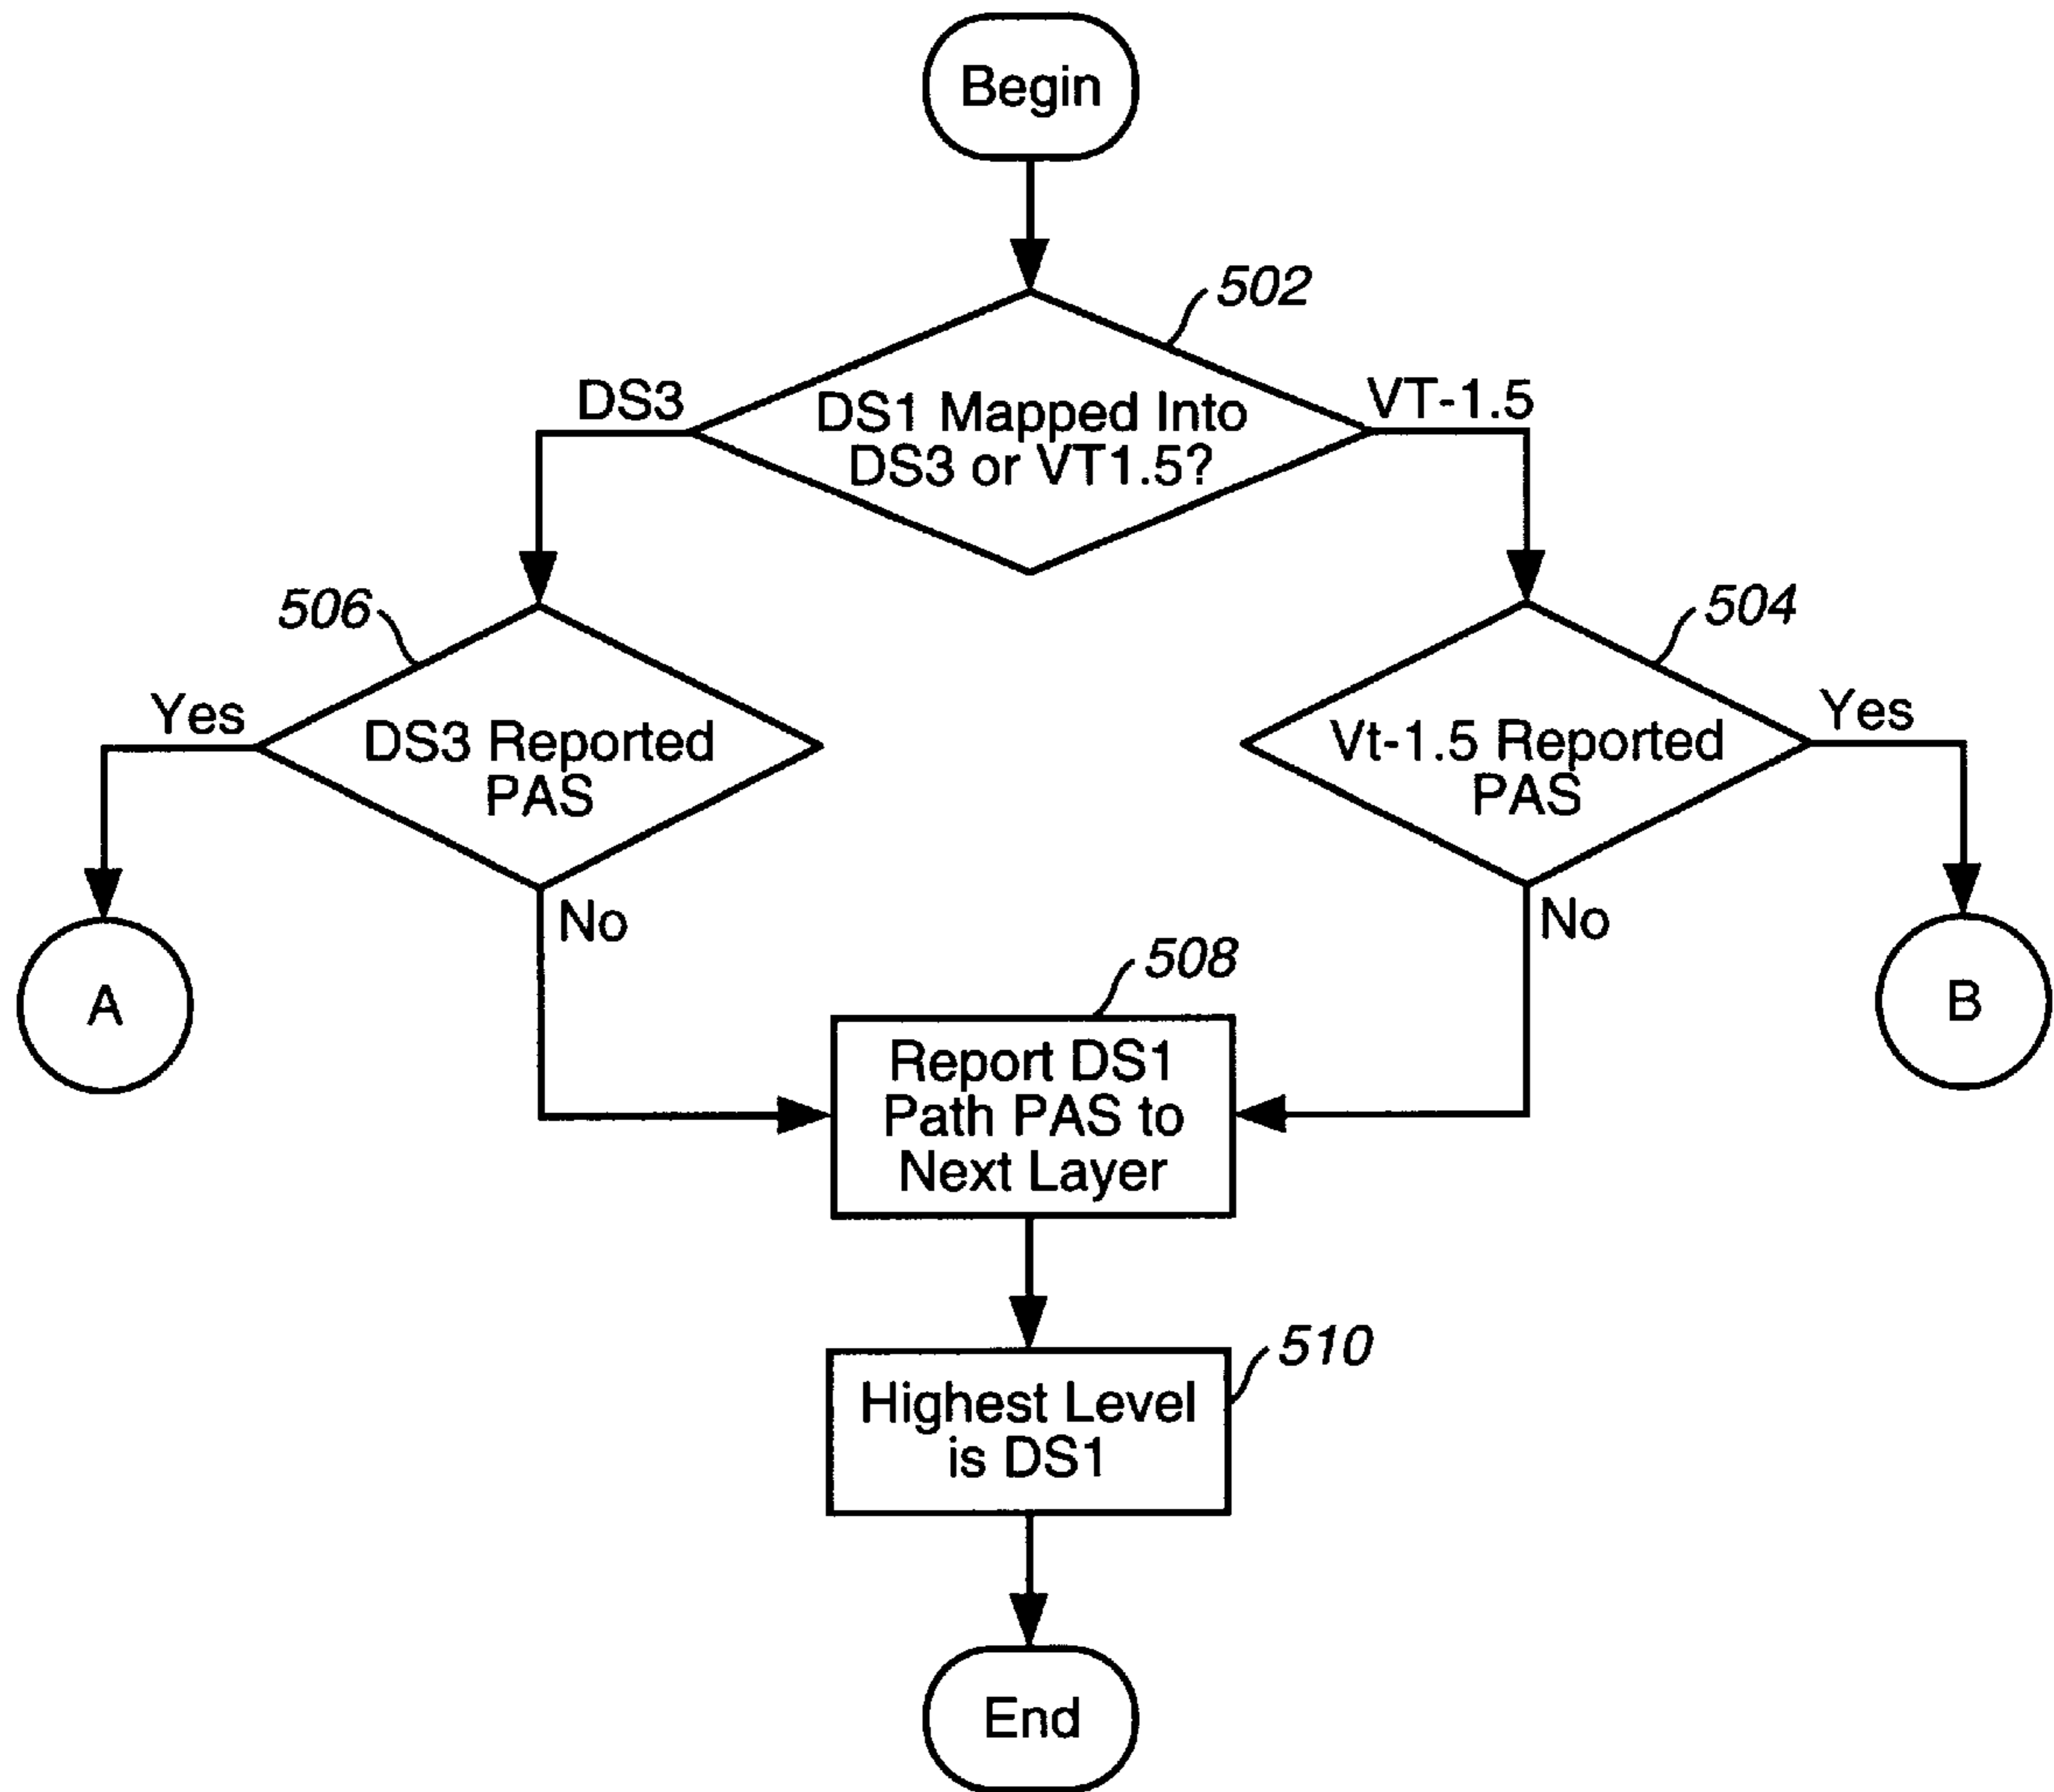 Begin
502
DS3
DS1 Mapped Into
DS3 or VT1.5?
VT-1.5
506
504
Yes
DS3 Reported
PAS
Vt-1.5 Reported
PAS
Yes
A
No
No
B
508
Report DS1
Path PAS to
Next Layer
510
Highest Level
is DS1
End